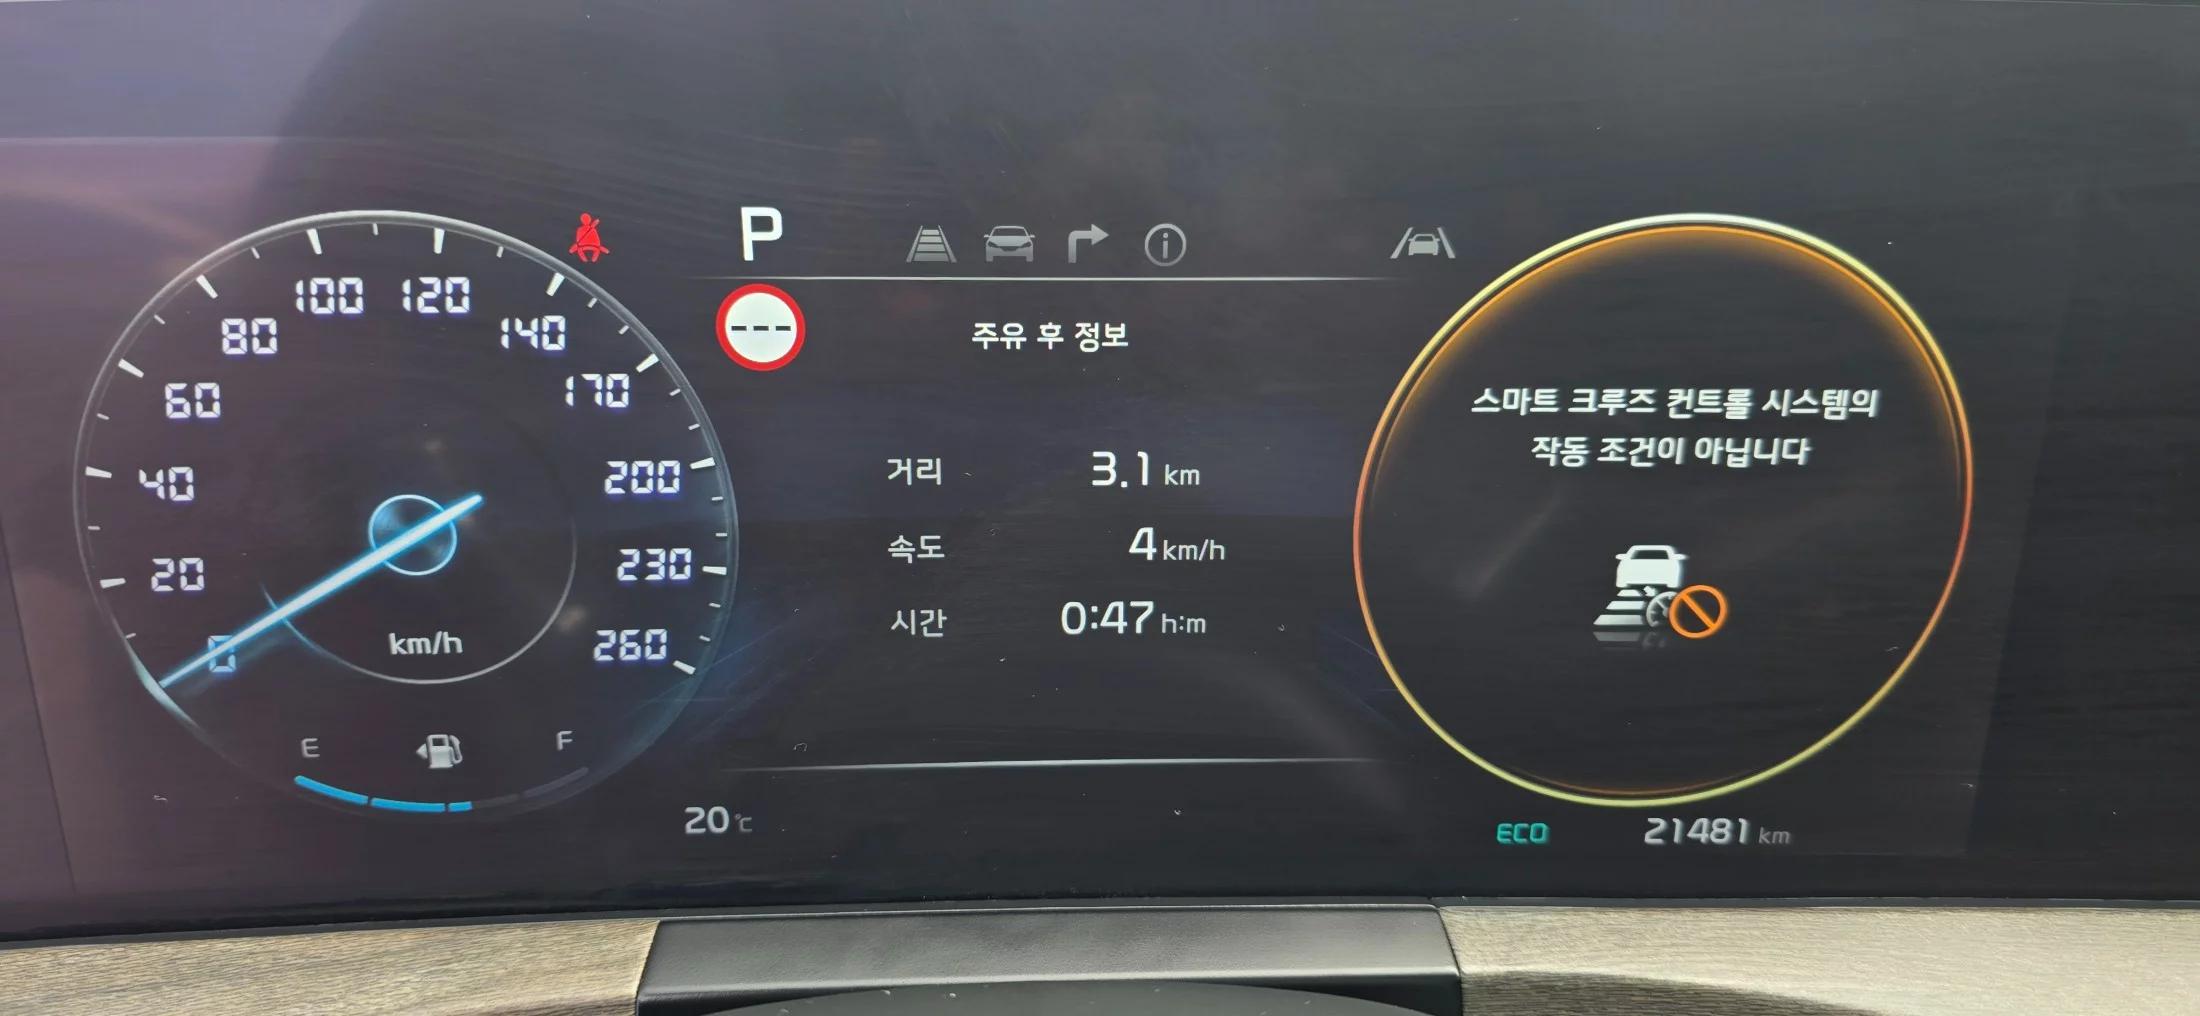 P
100 120
80 140
60 170
40 200
20 230
0 260
km/h
E F
주유 후 정보
거리 3.1 km
속도 4 km/h
시간 0:47 h:m
스마트 크루즈 컨트롤 시스템의
작동 조건이 아닙니다
20 ℃
ECO 21481 km